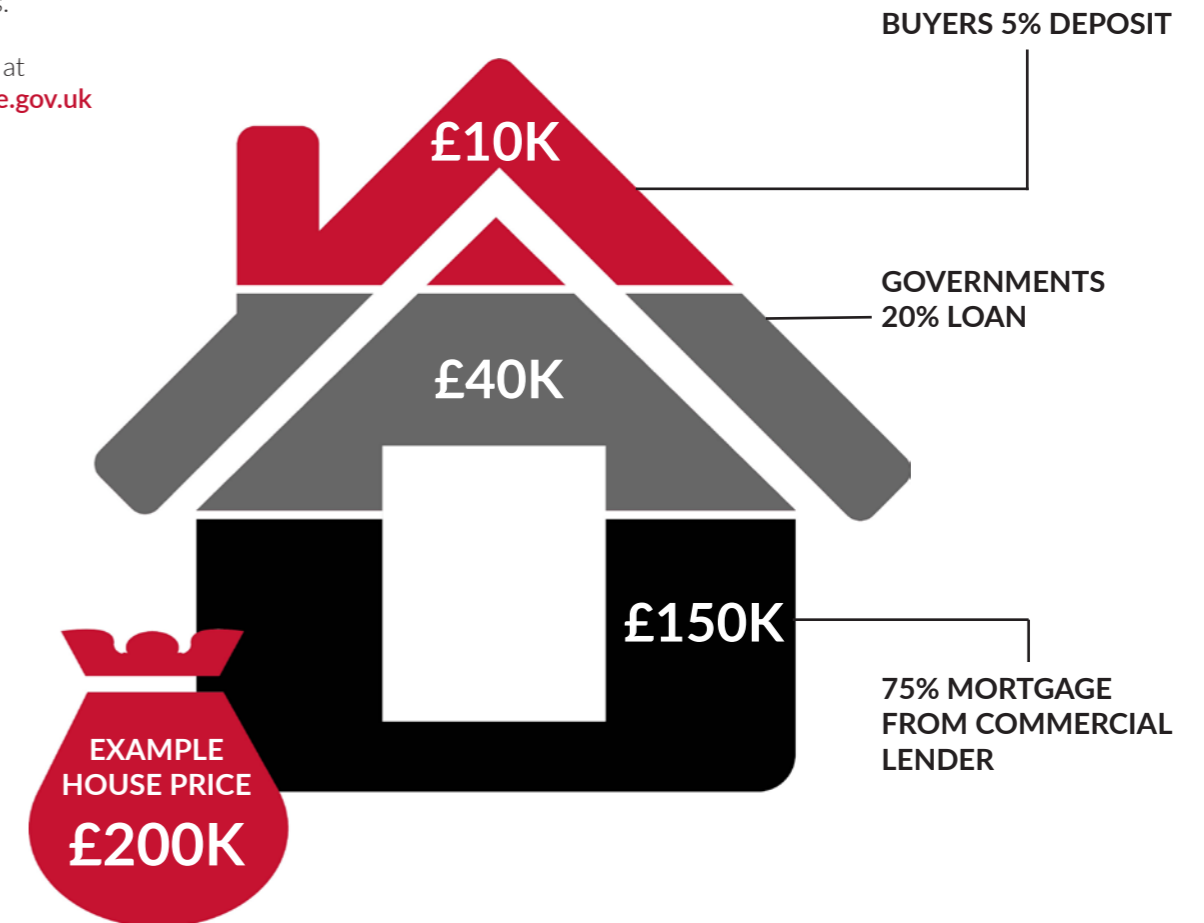 s.
at
e.gov.uk
BUYERS 5% DEPOSIT
£10K
GOVERNMENTS
20% LOAN
£40K
£150K
75% MORTGAGE
FROM COMMERCIAL
LENDER
EXAMPLE
HOUSE PRICE
£200K